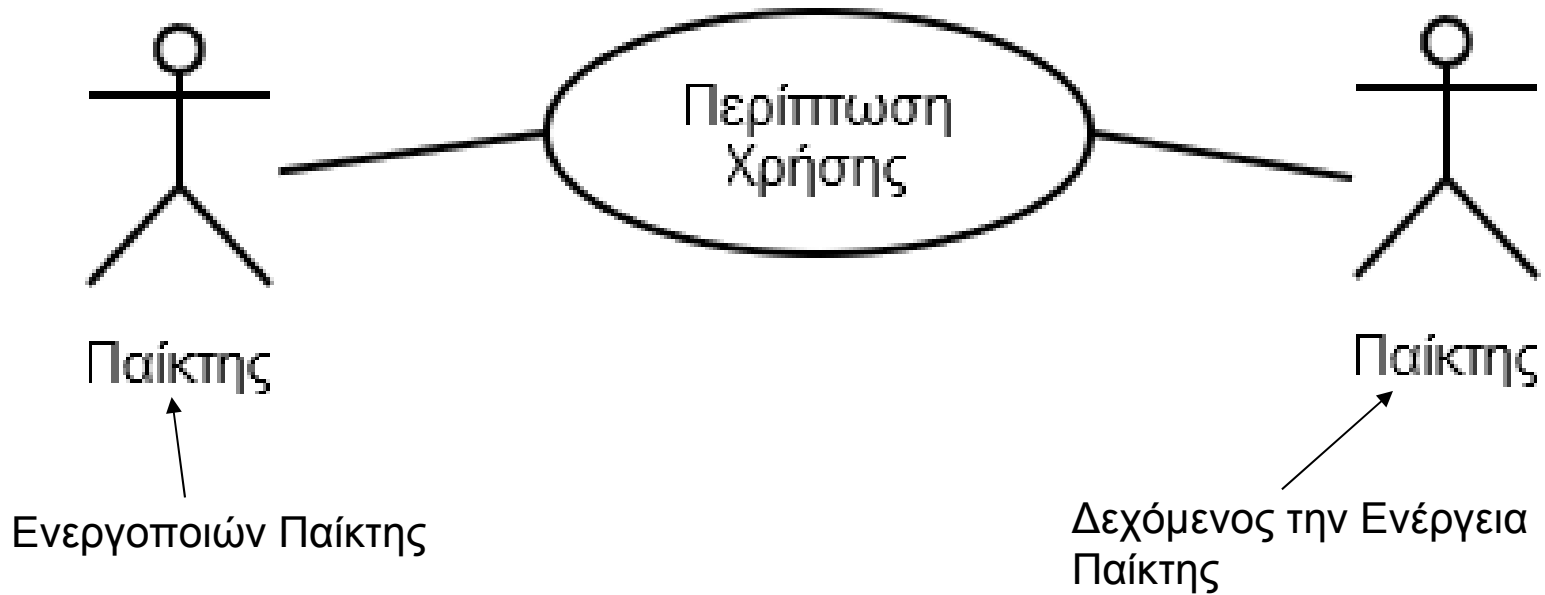 Περίπτωση
Χρήσης
Παίκτης
Παίκτης
Ενεργοποιών Παίκτης
Δεχόμενος την Ενέργεια
Παίκτης